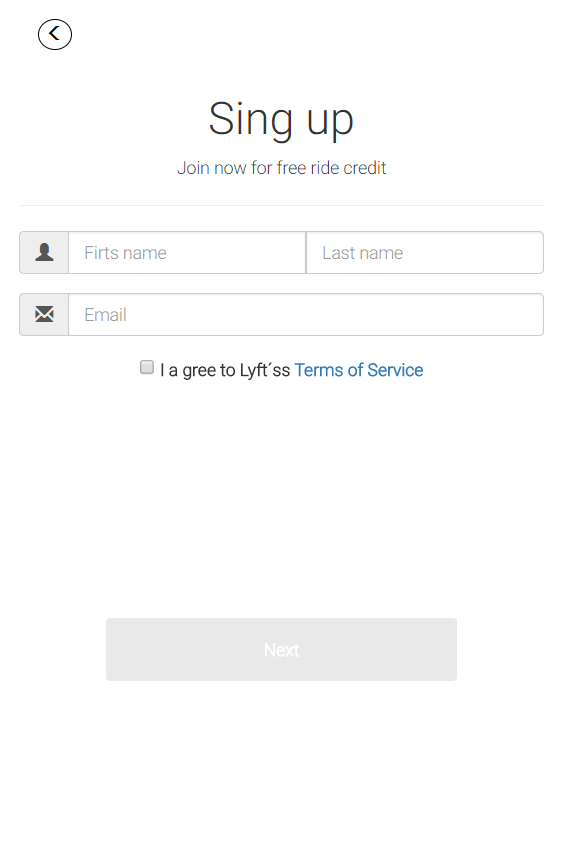 Sing up
Join now for free ride credit
Firts name Last name
Email
I a gree to Lyft´ss Terms of Service
Next